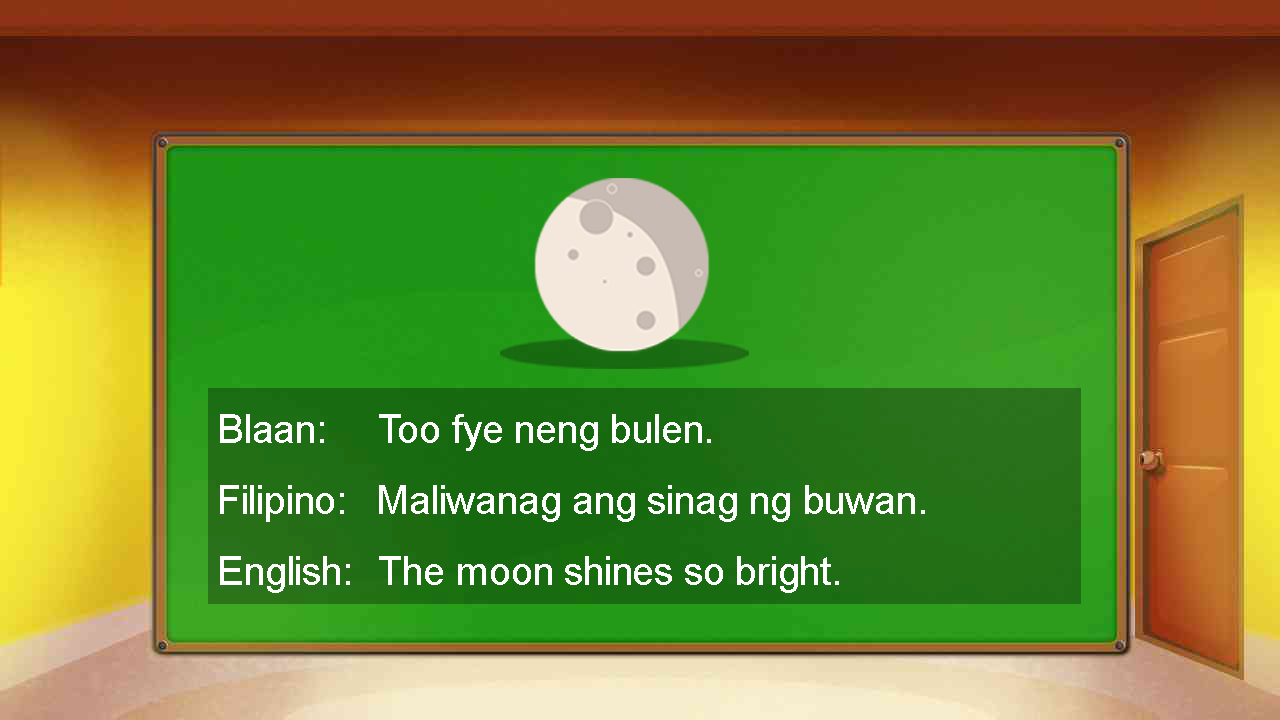 Blaan: Too fye neng bulen.
Filipino: Maliwanag ang sinag ng buwan.
English: The moon shines so bright.